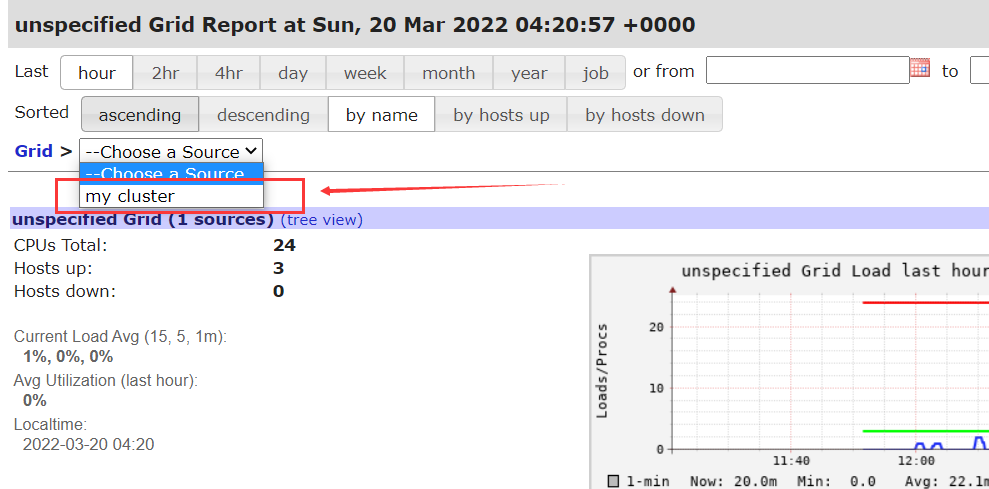 unspecified Grid Report at Sun, 20 Mar 2022 04:20:57 +0000
Last hour 2hr 4hr day week month year job or from to
Sorted ascending descending by name by hosts up by hosts down
Grid > --Choose a Source
--Choose a Source
my cluster
unspecified Grid (1 sources) (tree view)
CPUs Total: 24
Hosts up: 3
Hosts down: 0
Current Load Avg (15, 5, 1m):
1%, 0%, 0%
Avg Utilization (last hour):
0%
Localtime:
2022-03-20 04:20
unspecified Grid Load last hour
Loads/Procs
20
10
0
11:40 12:00
1-min Now: 20.0m Min: 0.0 Avg: 22.1m